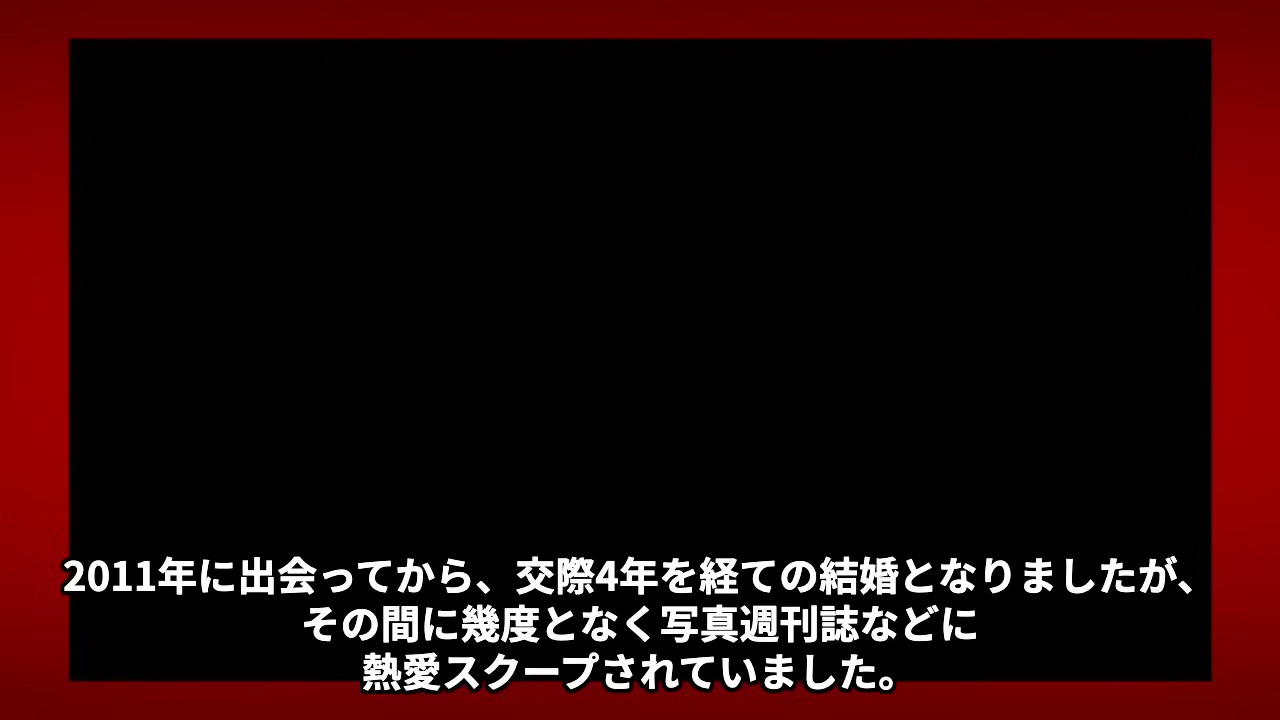 2011年に出会ってから、交際4年を経ての結婚となりましたが、
その間に幾度となく写真週刊誌などに
熱愛スクープされていました。